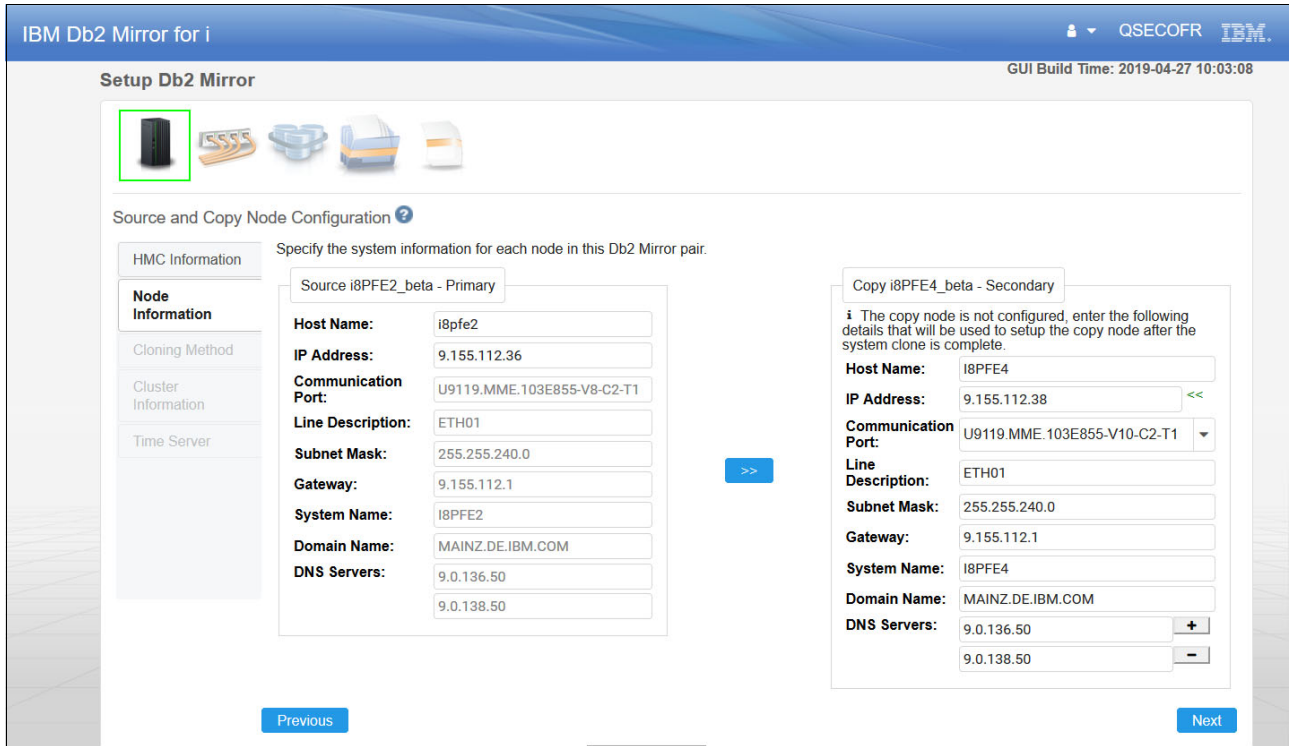 IBM Db2 Mirror for i
QSECOFR
IBM.
Setup Db2 Mirror
GUI Build Time: 2019-04-27 10:03:08
Source and Copy Node Configuration ?
HMC Information
Node
Information
Cloning Method
Cluster
Information
Time Server
Specify the system information for each node in this Db2 Mirror pair.
Source i8PFE2_beta - Primary
Host Name: i8pfe2
IP Address: 9.155.112.36
Communication
Port: U9119.MME.103E855-V8-C2-T1
Line Description: ETH01
Subnet Mask: 255.255.240.0
Gateway: 9.155.112.1
System Name: I8PFE2
Domain Name: MAINZ.DE.IBM.COM
DNS Servers: 9.0.136.50
9.0.138.50
>>
Copy i8PFE4_beta - Secondary
i The copy node is not configured, enter the following
details that will be used to setup the copy node after the
system clone is complete.
Host Name: I8PFE4
IP Address: 9.155.112.38 <<
Communication
Port: U9119.MME.103E855-V10-C2-T1
Line
Description: ETH01
Subnet Mask: 255.255.240.0
Gateway: 9.155.112.1
System Name: I8PFE4
Domain Name: MAINZ.DE.IBM.COM
DNS Servers: 9.0.136.50 +
9.0.138.50 -
Previous
Next